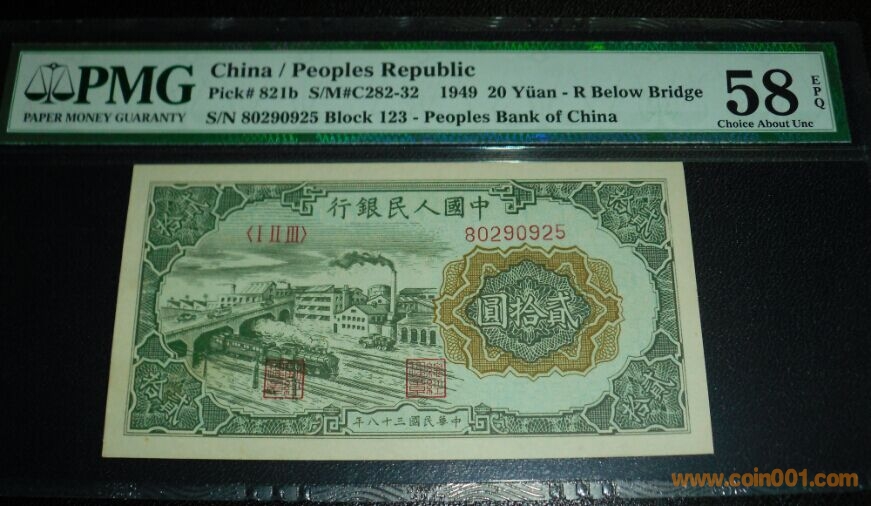 PMG
PAPER MONEY GUARANTY
China / Peoples Republic
Pick# 821b S/M#C282-32 1949 20 Yüan - R Below Bridge
S/N 80290925 Block 123 - Peoples Bank of China
58
EPQ
Choice About Unc
行銀民人國中
〈I II III〉
80290925
圓拾貳
年八十三國民華中
www.coin001.com